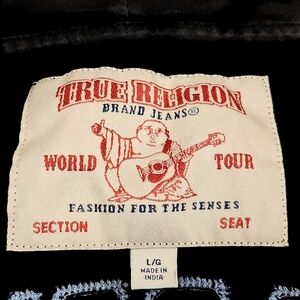 TRUE RELIGION
BRAND JEANS®
WORLD TOUR
FASHION FOR THE SENSES
SECTION SEAT
L/G
MADE IN
INDIA